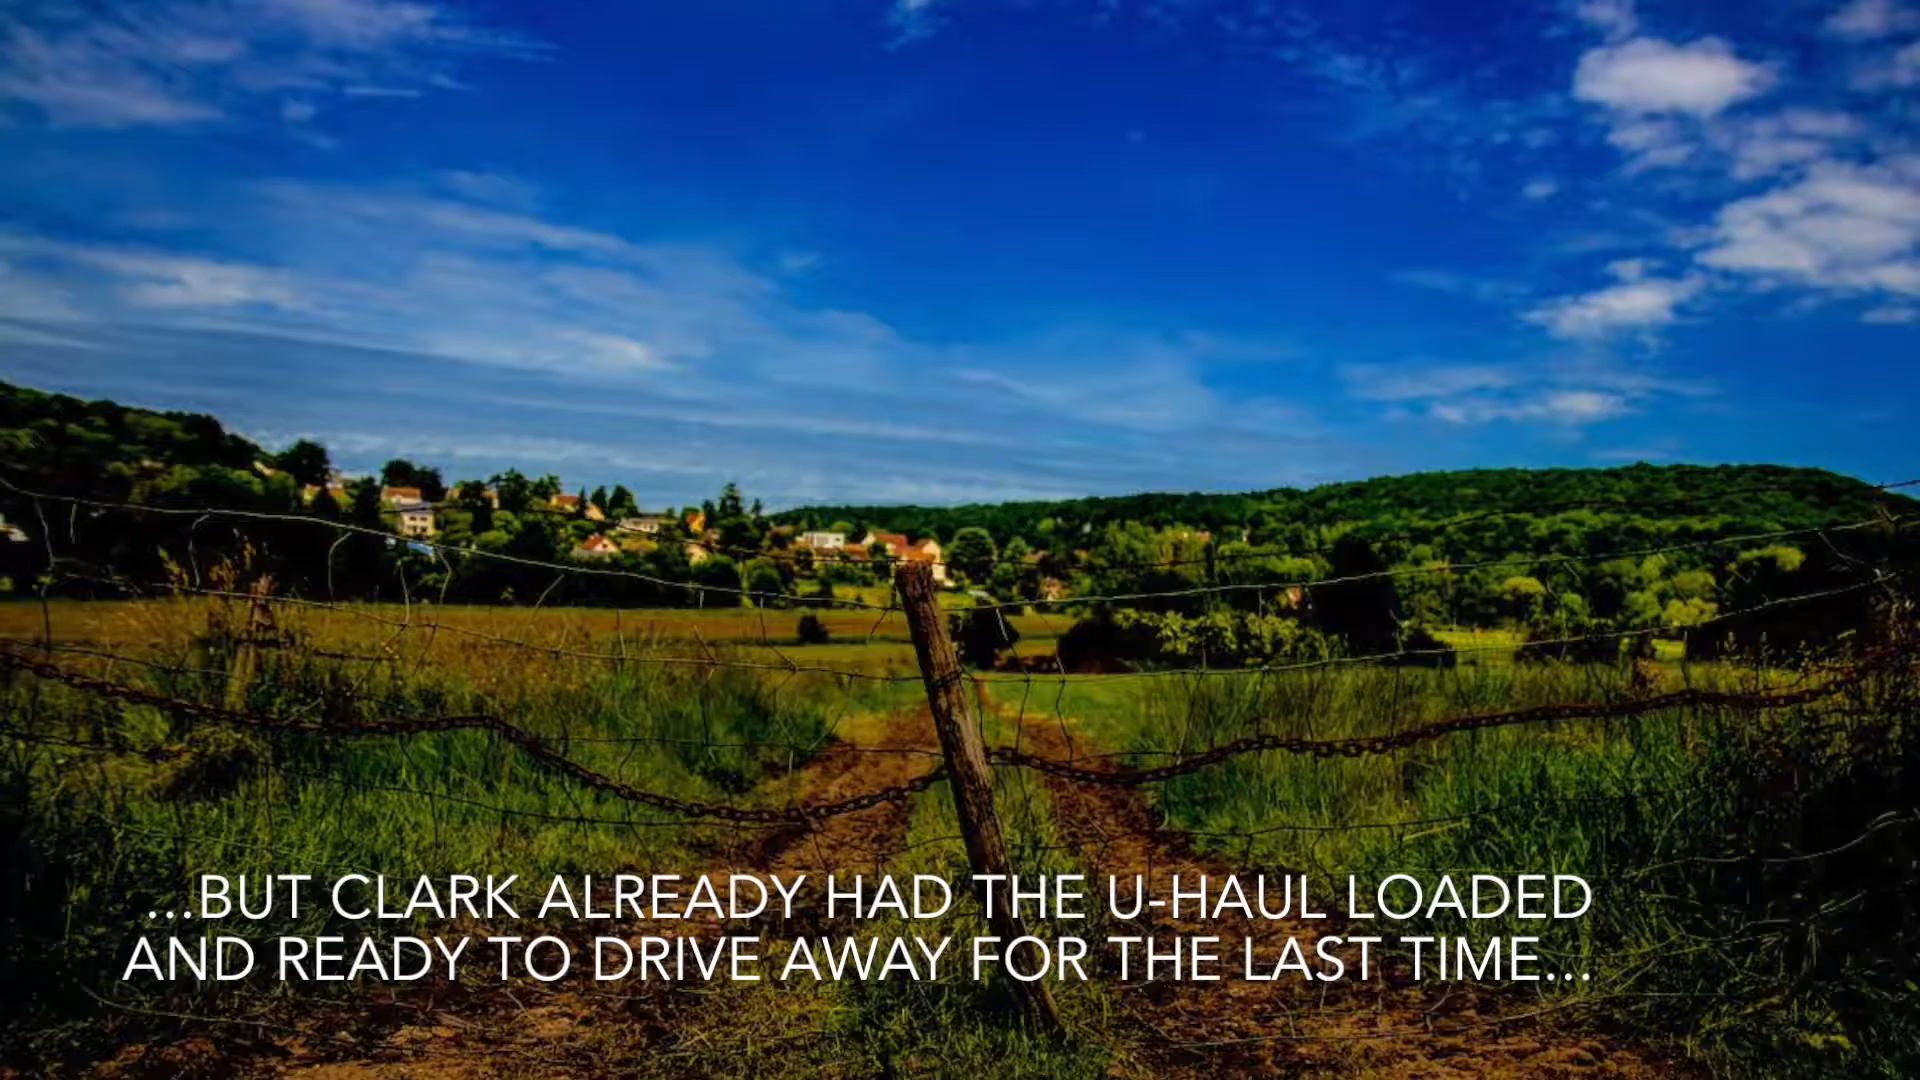 ...BUT CLARK ALREADY HAD THE U-HAUL LOADED
AND READY TO DRIVE AWAY FOR THE LAST TIME...